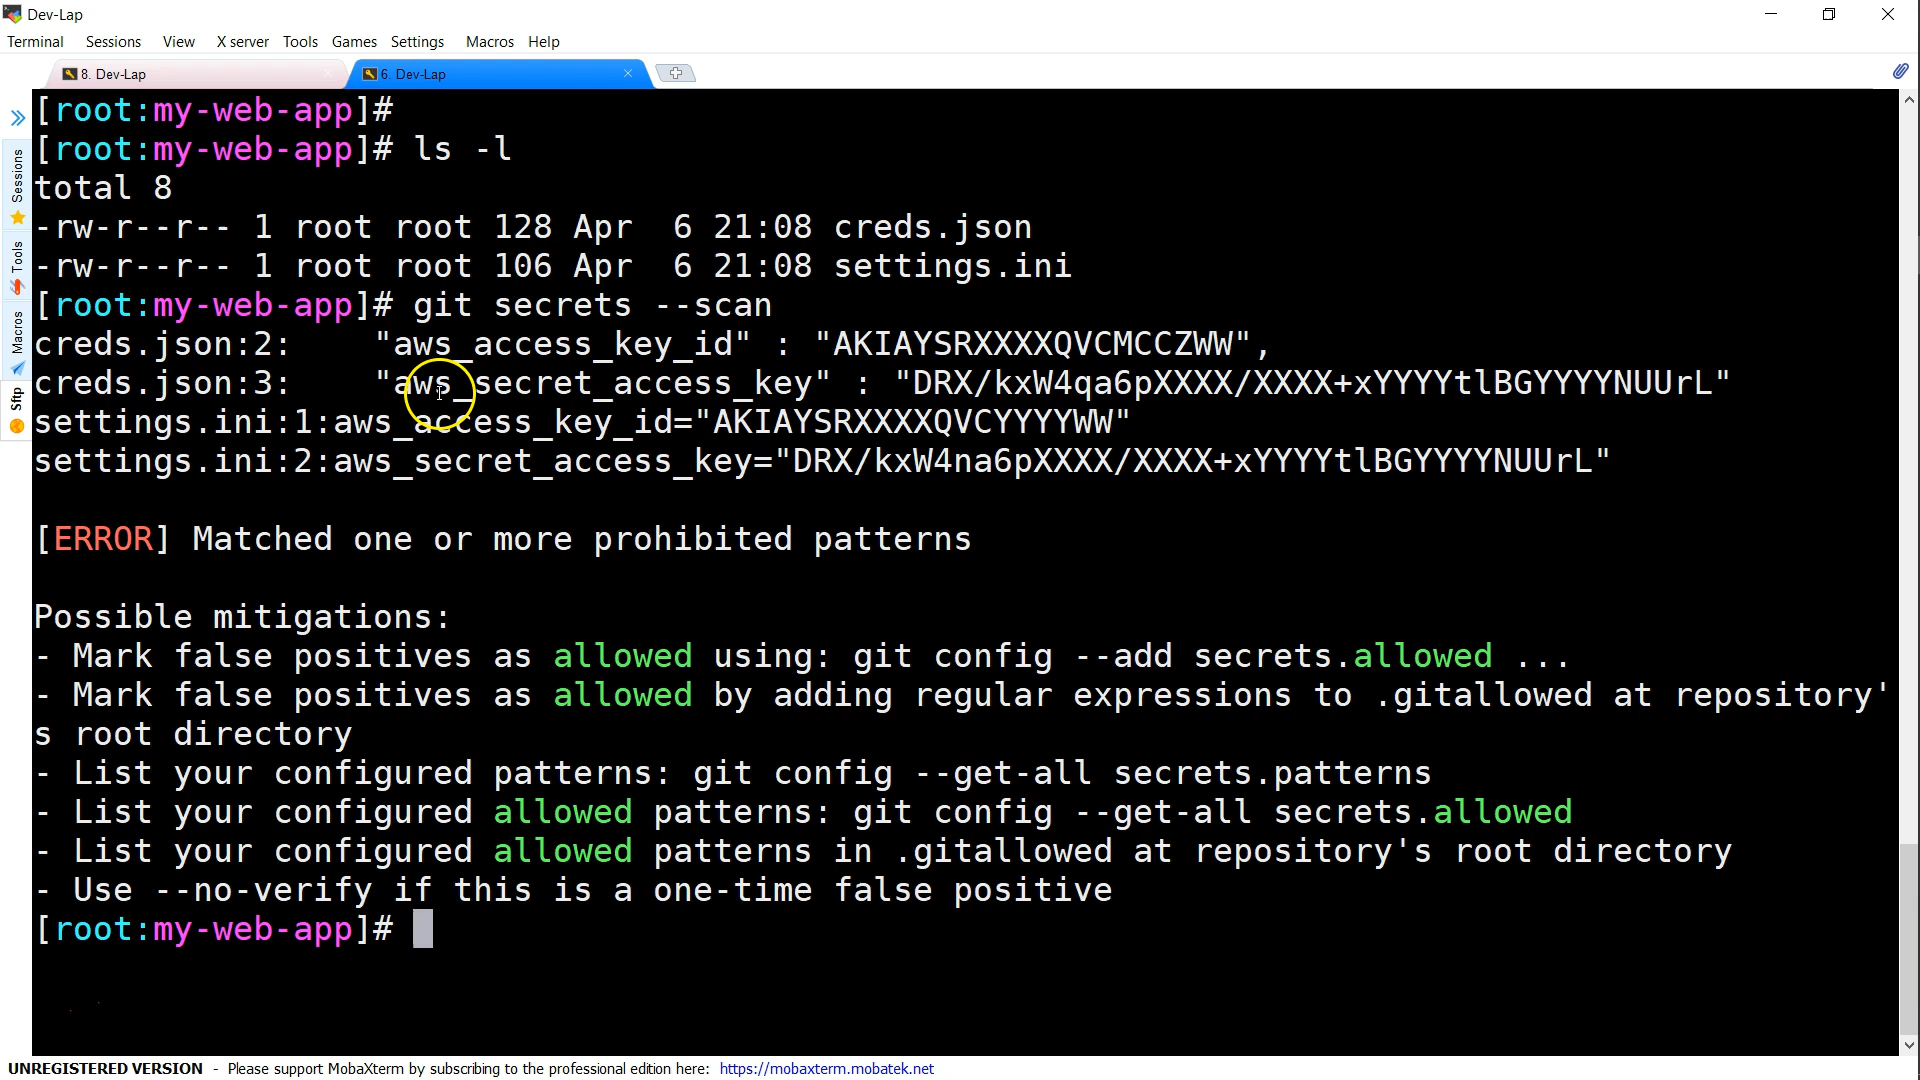 Dev-Lap
Terminal Sessions View X server Tools Games Settings Macros Help
8. Dev-Lap 6. Dev-Lap
Sessions
Tools
Macros
Sftp
[root:my-web-app]#
[root:my-web-app]# ls -l
total 8
-rw-r--r-- 1 root root 128 Apr  6 21:08 creds.json
-rw-r--r-- 1 root root 106 Apr  6 21:08 settings.ini
[root:my-web-app]# git secrets --scan
creds.json:2:    "aws_access_key_id" : "AKIAYSRXXXXQVCMCCZWW",
creds.json:3:    "aws_secret_access_key" : "DRX/kxW4qa6pXXXX/XXXX+xYYYYtlBGYYYYNUUrL"
settings.ini:1:aws_access_key_id="AKIAYSRXXXXQVCYYYYWW"
settings.ini:2:aws_secret_access_key="DRX/kxW4na6pXXXX/XXXX+xYYYYtlBGYYYYNUUrL"
[ERROR] Matched one or more prohibited patterns
Possible mitigations:
- Mark false positives as allowed using: git config --add secrets.allowed ...
- Mark false positives as allowed by adding regular expressions to .gitallowed at repository'
s root directory
- List your configured patterns: git config --get-all secrets.patterns
- List your configured allowed patterns: git config --get-all secrets.allowed
- List your configured allowed patterns in .gitallowed at repository's root directory
- Use --no-verify if this is a one-time false positive
[root:my-web-app]#
UNREGISTERED VERSION - Please support MobaXterm by subscribing to the professional edition here: https://mobaxterm.mobatek.net